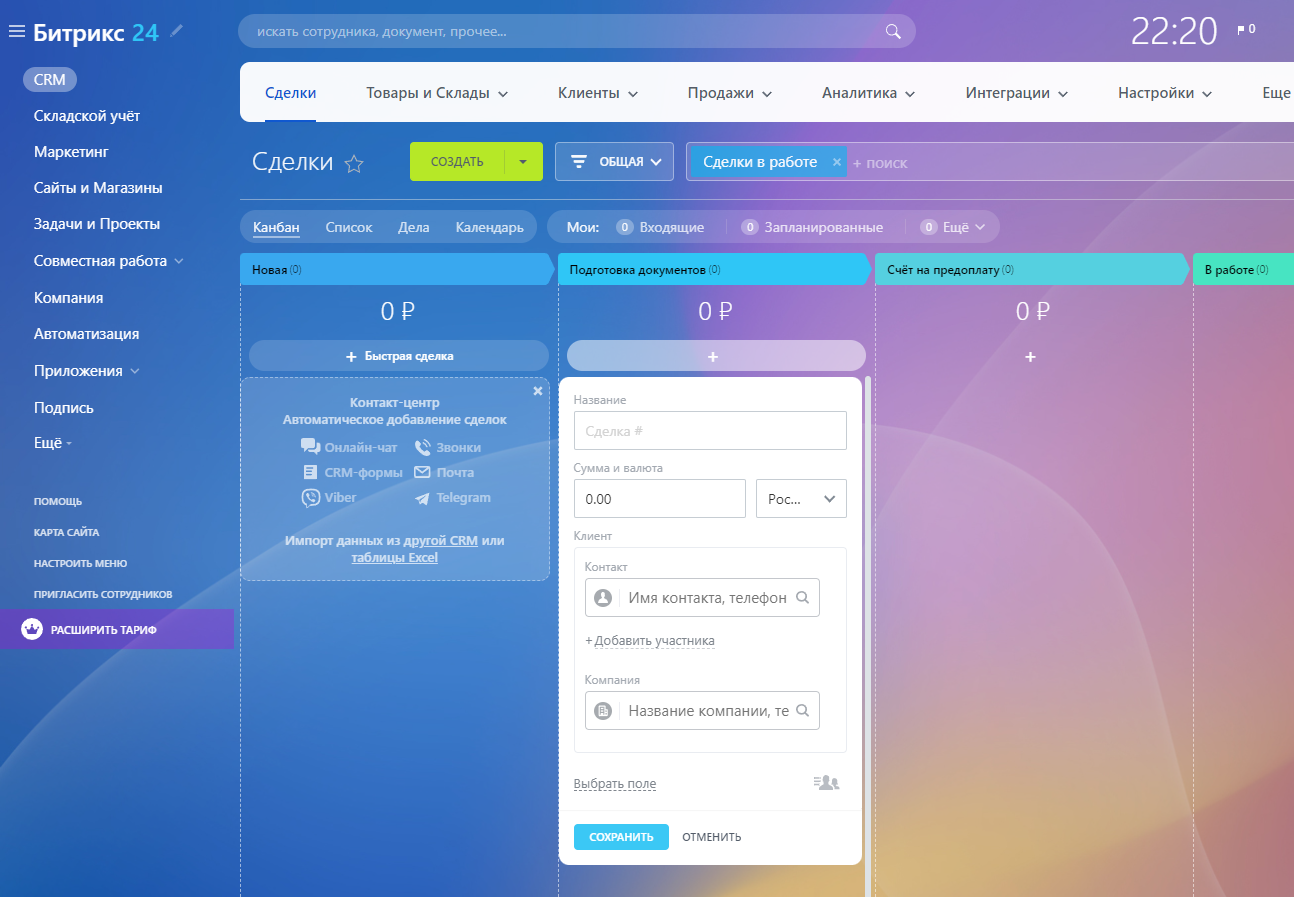 Битрикс 24
искать сотрудника, документ, прочее...
22:20
0
CRM
Складской учёт
Маркетинг
Сайты и Магазины
Задачи и Проекты
Совместная работа
Компания
Автоматизация
Приложения
Подпись
Ещё
ПОМОЩЬ
КАРТА САЙТА
НАСТРОИТЬ МЕНЮ
ПРИГЛАСИТЬ СОТРУДНИКОВ
РАСШИРИТЬ ТАРИФ
Сделки Товары и Склады Клиенты Продажи Аналитика Интеграции Настройки Еще
Сделки СОЗДАТЬ ОБЩАЯ Сделки в работе × + поиск
Канбан Список Дела Календарь Мои: 0 Входящие 0 Запланированные 0 Ещё
Новая (0)
0 ₽
+ Быстрая сделка
Контакт-центр
Автоматическое добавление сделок
Онлайн-чат Звонки
CRM-формы Почта
Viber Telegram
Импорт данных из другой CRM или
таблицы Excel
Подготовка документов (0)
0 ₽
+
Название
Сделка #
Сумма и валюта
0.00 Рос...
Клиент
Контакт
Имя контакта, телефон
+ Добавить участника
Компания
Название компании, те
Выбрать поле
СОХРАНИТЬ ОТМЕНИТЬ
Счёт на предоплату (0)
0 ₽
+
В работе (0)